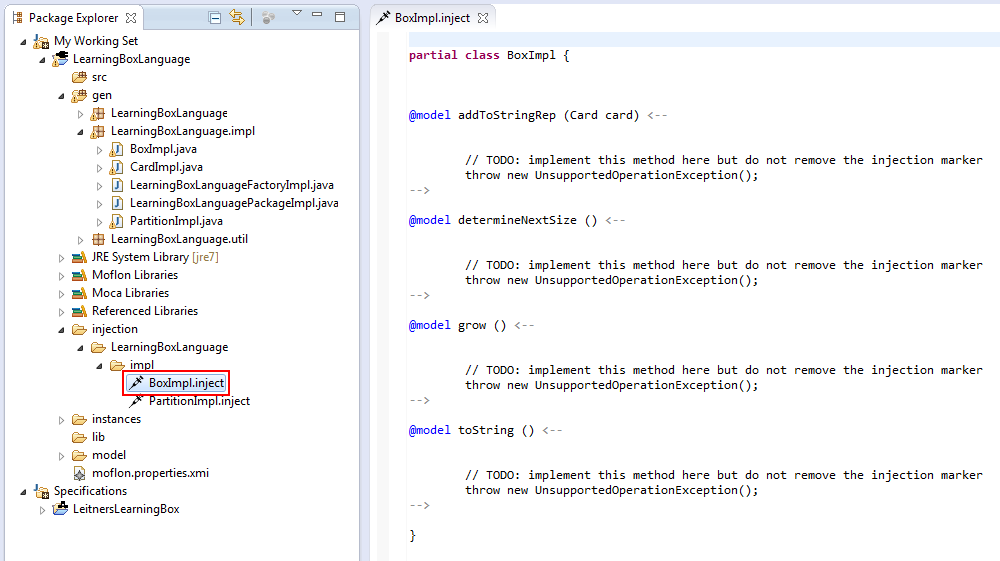 Package Explorer
My Working Set
LearningBoxLanguage
src
gen
LearningBoxLanguage
LearningBoxLanguage.impl
BoxImpl.java
CardImpl.java
LearningBoxLanguageFactoryImpl.java
LearningBoxLanguagePackageImpl.java
PartitionImpl.java
LearningBoxLanguage.util
JRE System Library [jre7]
Moflon Libraries
Moca Libraries
Referenced Libraries
injection
LearningBoxLanguage
impl
BoxImpl.inject
PartitionImpl.inject
instances
lib
model
moflon.properties.xmi
Specifications
LeitnersLearningBox
BoxImpl.inject
partial class BoxImpl {
@model addToStringRep (Card card) <--
// TODO: implement this method here but do not remove the injection marker
throw new UnsupportedOperationException();
-->
@model determineNextSize () <--
// TODO: implement this method here but do not remove the injection marker
throw new UnsupportedOperationException();
-->
@model grow () <--
// TODO: implement this method here but do not remove the injection marker
throw new UnsupportedOperationException();
-->
@model toString () <--
// TODO: implement this method here but do not remove the injection marker
throw new UnsupportedOperationException();
-->
}